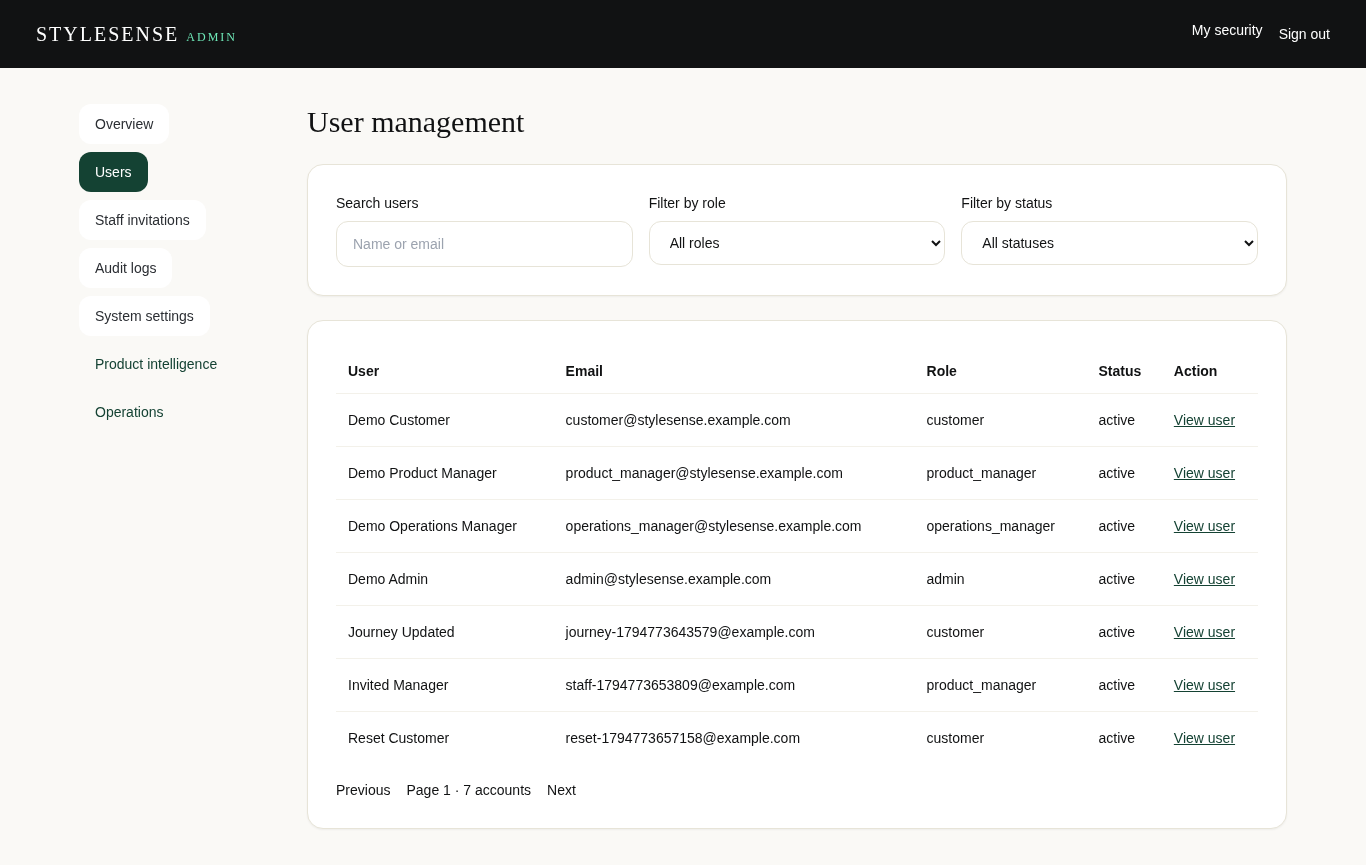 STYLESENSE ADMIN
My security
Sign out
Overview
Users
Staff invitations
Audit logs
System settings
Product intelligence
Operations
User management
Search users
Filter by role
Filter by status
Name or email
All roles
All statuses
User Email Role Status Action
Demo Customer customer@stylesense.example.com customer active View user
Demo Product Manager product_manager@stylesense.example.com product_manager active View user
Demo Operations Manager operations_manager@stylesense.example.com operations_manager active View user
Demo Admin admin@stylesense.example.com admin active View user
Journey Updated journey-1794773643579@example.com customer active View user
Invited Manager staff-1794773653809@example.com product_manager active View user
Reset Customer reset-1794773657158@example.com customer active View user
Previous Page 1 · 7 accounts Next